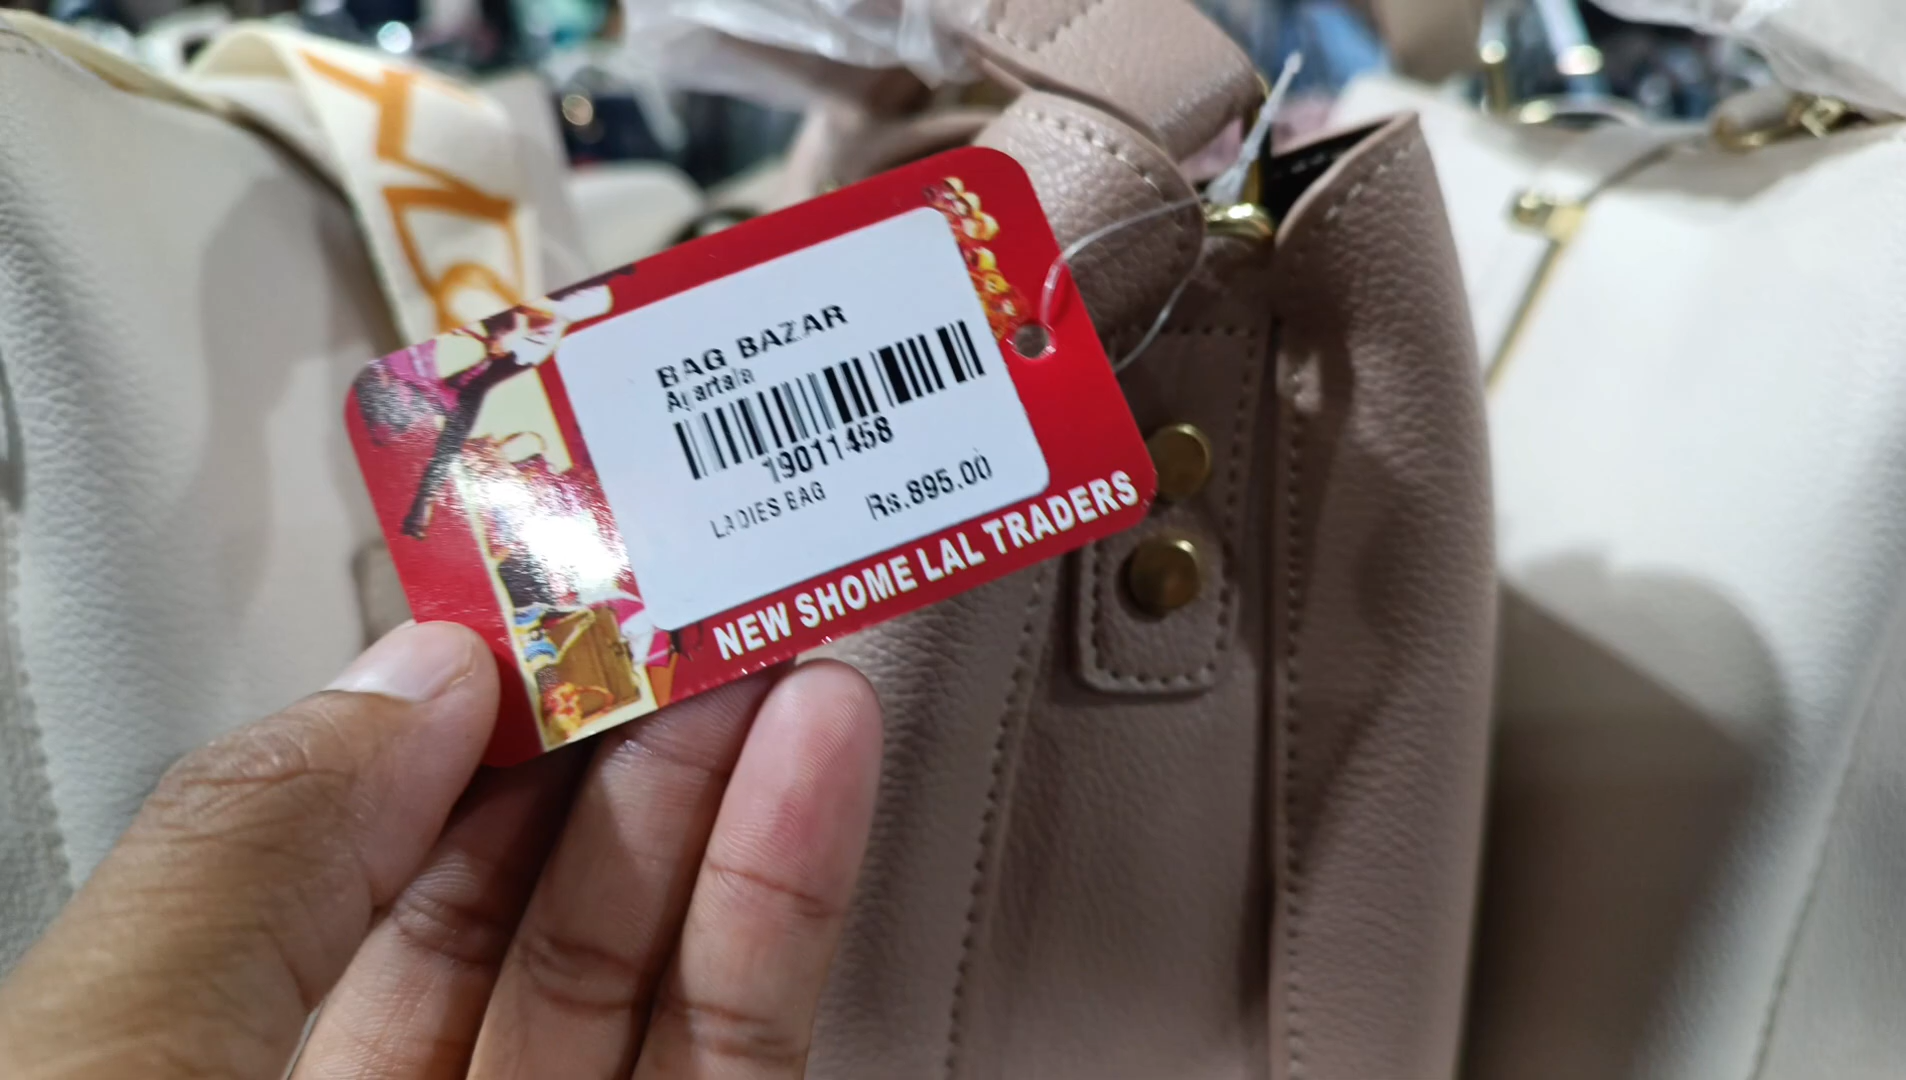 BAG BAZAR
Agartala
19011458
LADIES BAG Rs.895.00
NEW SHOME LAL TRADERS